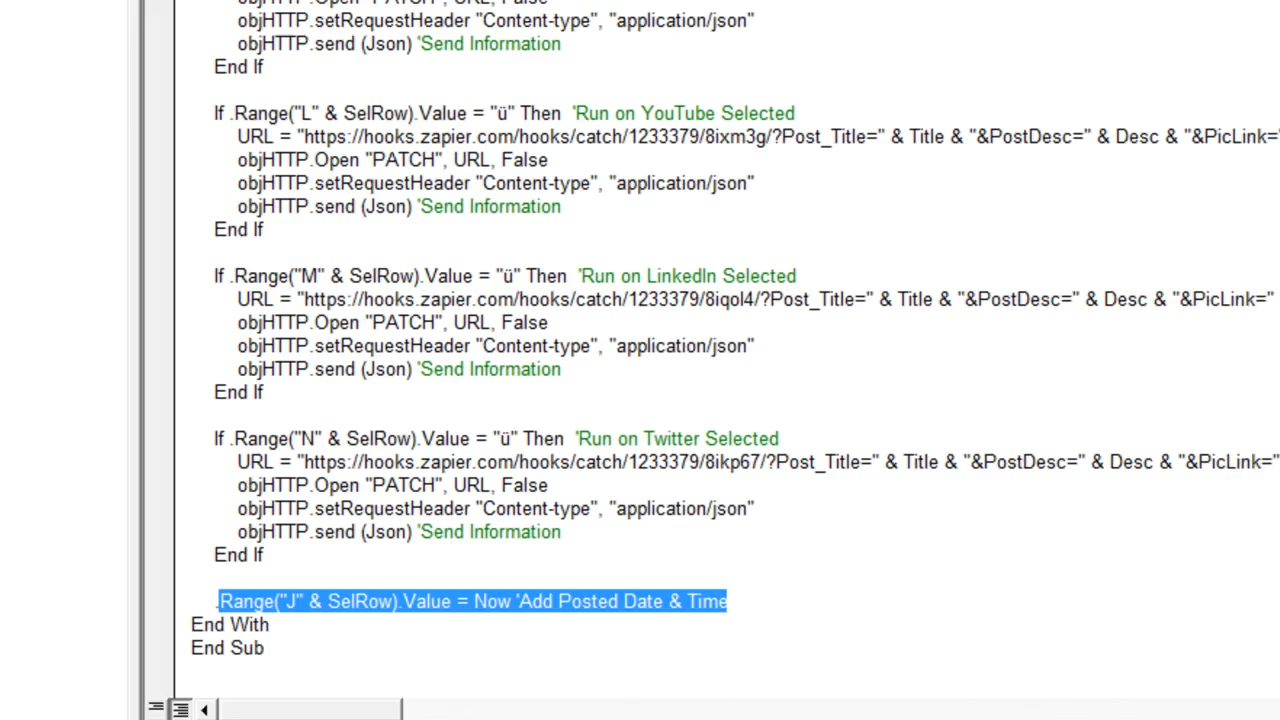 objHTTP.Open "PATCH", URL, False
objHTTP.setRequestHeader "Content-type", "application/json"
objHTTP.send (Json) 'Send Information
End If
If .Range("L" & SelRow).Value = "ü" Then 'Run on YouTube Selected
URL = "https://hooks.zapier.com/hooks/catch/1233379/8ixm3g/?Post_Title=" & Title & "&PostDesc=" & Desc & "&PicLink="
objHTTP.Open "PATCH", URL, False
objHTTP.setRequestHeader "Content-type", "application/json"
objHTTP.send (Json) 'Send Information
End If
If .Range("M" & SelRow).Value = "ü" Then 'Run on LinkedIn Selected
URL = "https://hooks.zapier.com/hooks/catch/1233379/8iqol4/?Post_Title=" & Title & "&PostDesc=" & Desc & "&PicLink="
objHTTP.Open "PATCH", URL, False
objHTTP.setRequestHeader "Content-type", "application/json"
objHTTP.send (Json) 'Send Information
End If
If .Range("N" & SelRow).Value = "ü" Then 'Run on Twitter Selected
URL = "https://hooks.zapier.com/hooks/catch/1233379/8ikp67/?Post_Title=" & Title & "&PostDesc=" & Desc & "&PicLink="
objHTTP.Open "PATCH", URL, False
objHTTP.setRequestHeader "Content-type", "application/json"
objHTTP.send (Json) 'Send Information
End If
.Range("J" & SelRow).Value = Now 'Add Posted Date & Time
End With
End Sub